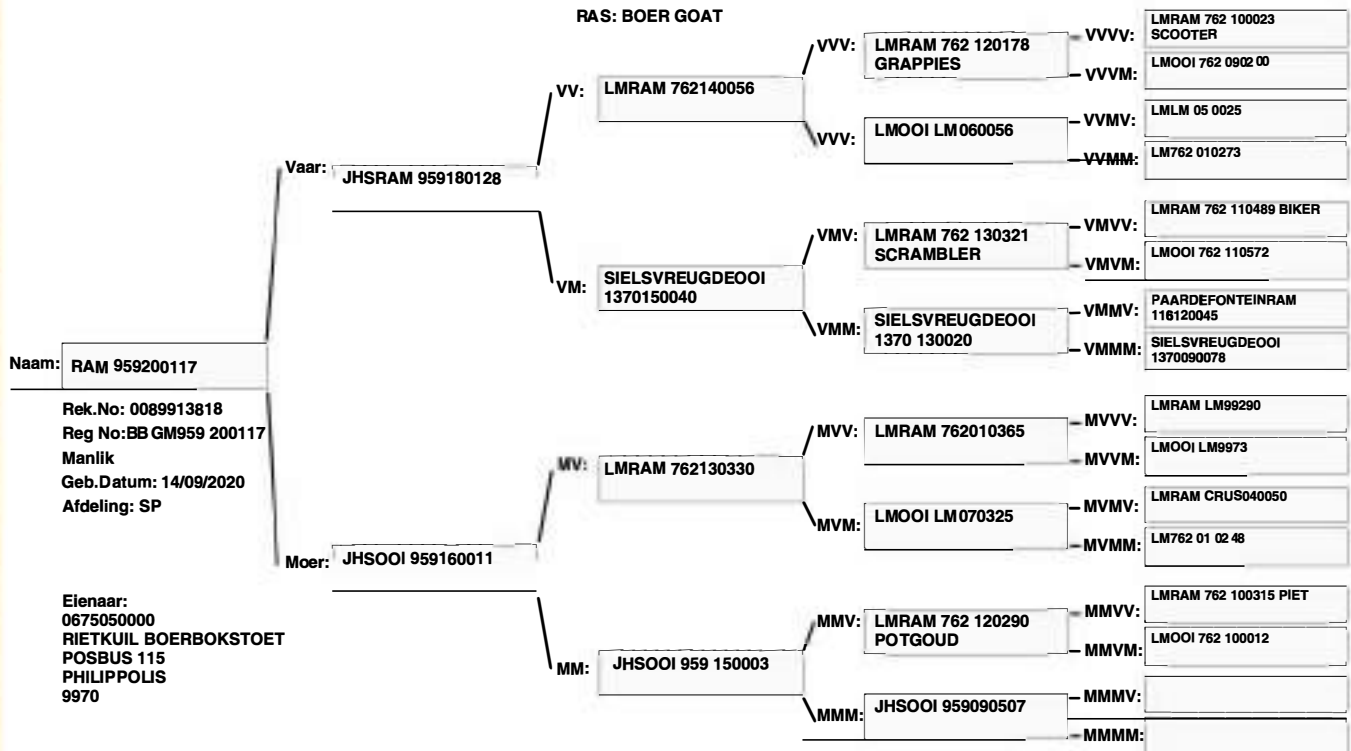 RAS: BOER GOAT
Naam: RAM 959200117
Rek.No: 0089913818
Reg No:BB GM959 200117
Manlik
Geb.Datum: 14/09/2020
Afdeling: SP
Eienaar:
0675050000
RIETKUIL BOERBOKSTOET
POSBUS 115
PHILIPPOLIS
9970
Vaar: JHSRAM 959180128
Moer: JHSOOI 959160011
VV: LMRAM 762140056
VM: SIELSVREUGDEOOI
1370150040
MV: LMRAM 762130330
MM: JHSOOI 959 150003
VVV: LMRAM 762 120178
GRAPPIES
VVV: LMOOI LM060056
VMV: LMRAM 762 130321
SCRAMBLER
VMM: SIELSVREUGDEOOI
1370 130020
MVV: LMRAM 762010365
MVM: LMOOI LM070325
MMV: LMRAM 762 120290
POTGOUD
MMM: JHSOOI 959090507
VVVV: LMRAM 762 100023
SCOOTER
VVVM: LMOOI 762 0902 00
VVMV: LMLM 05 0025
VVMM: LM762 010273
VMVV: LMRAM 762 110489 BIKER
VMVM: LMOOI 762 110572
VMMV: PAARDEFONTEINRAM
116120045
VMMM: SIELSVREUGDEOOI
1370090078
MVVV: LMRAM LM99290
MVVM: LMOOI LM9973
MVMV: LMRAM CRUS040050
MVMM: LM762 01 02 48
MMVV: LMRAM 762 100315 PIET
MMVM: LMOOI 762 100012
MMMV:
MMMM: